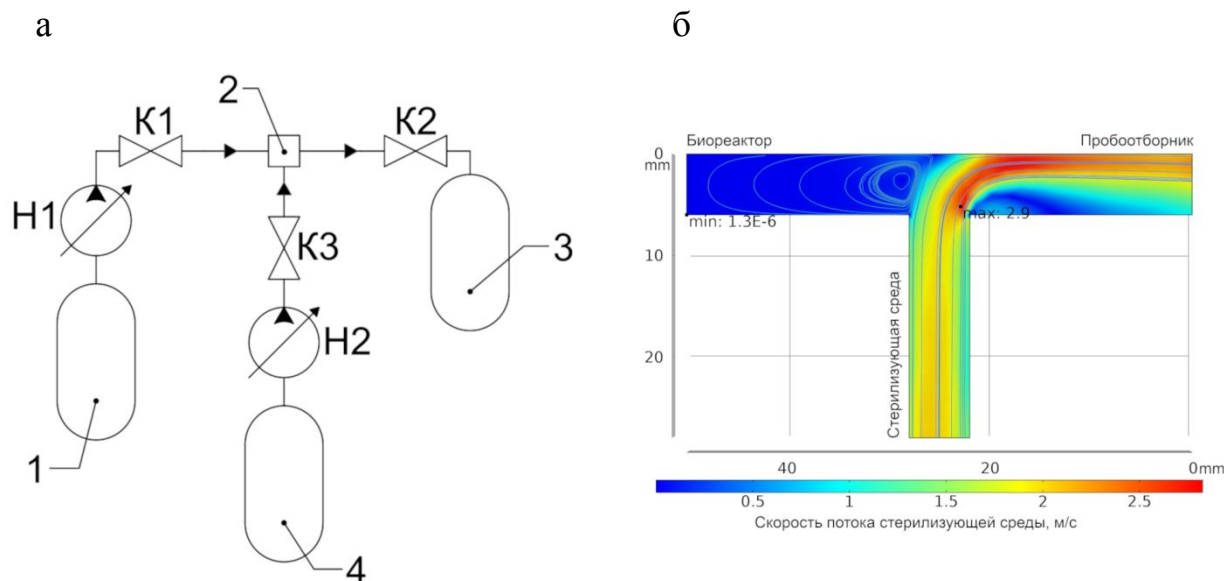 а
б
2
К1
К2
Н1
К3
3
Н2
1
4
Биореактор
Пробоотборник
0
mm
min: 1.3E-6
max: 2.9
10
Стерилизующая среда
20
40
20
0mm
0.5
1
1.5
2
2.5
Скорость потока стерилизующей среды, м/с